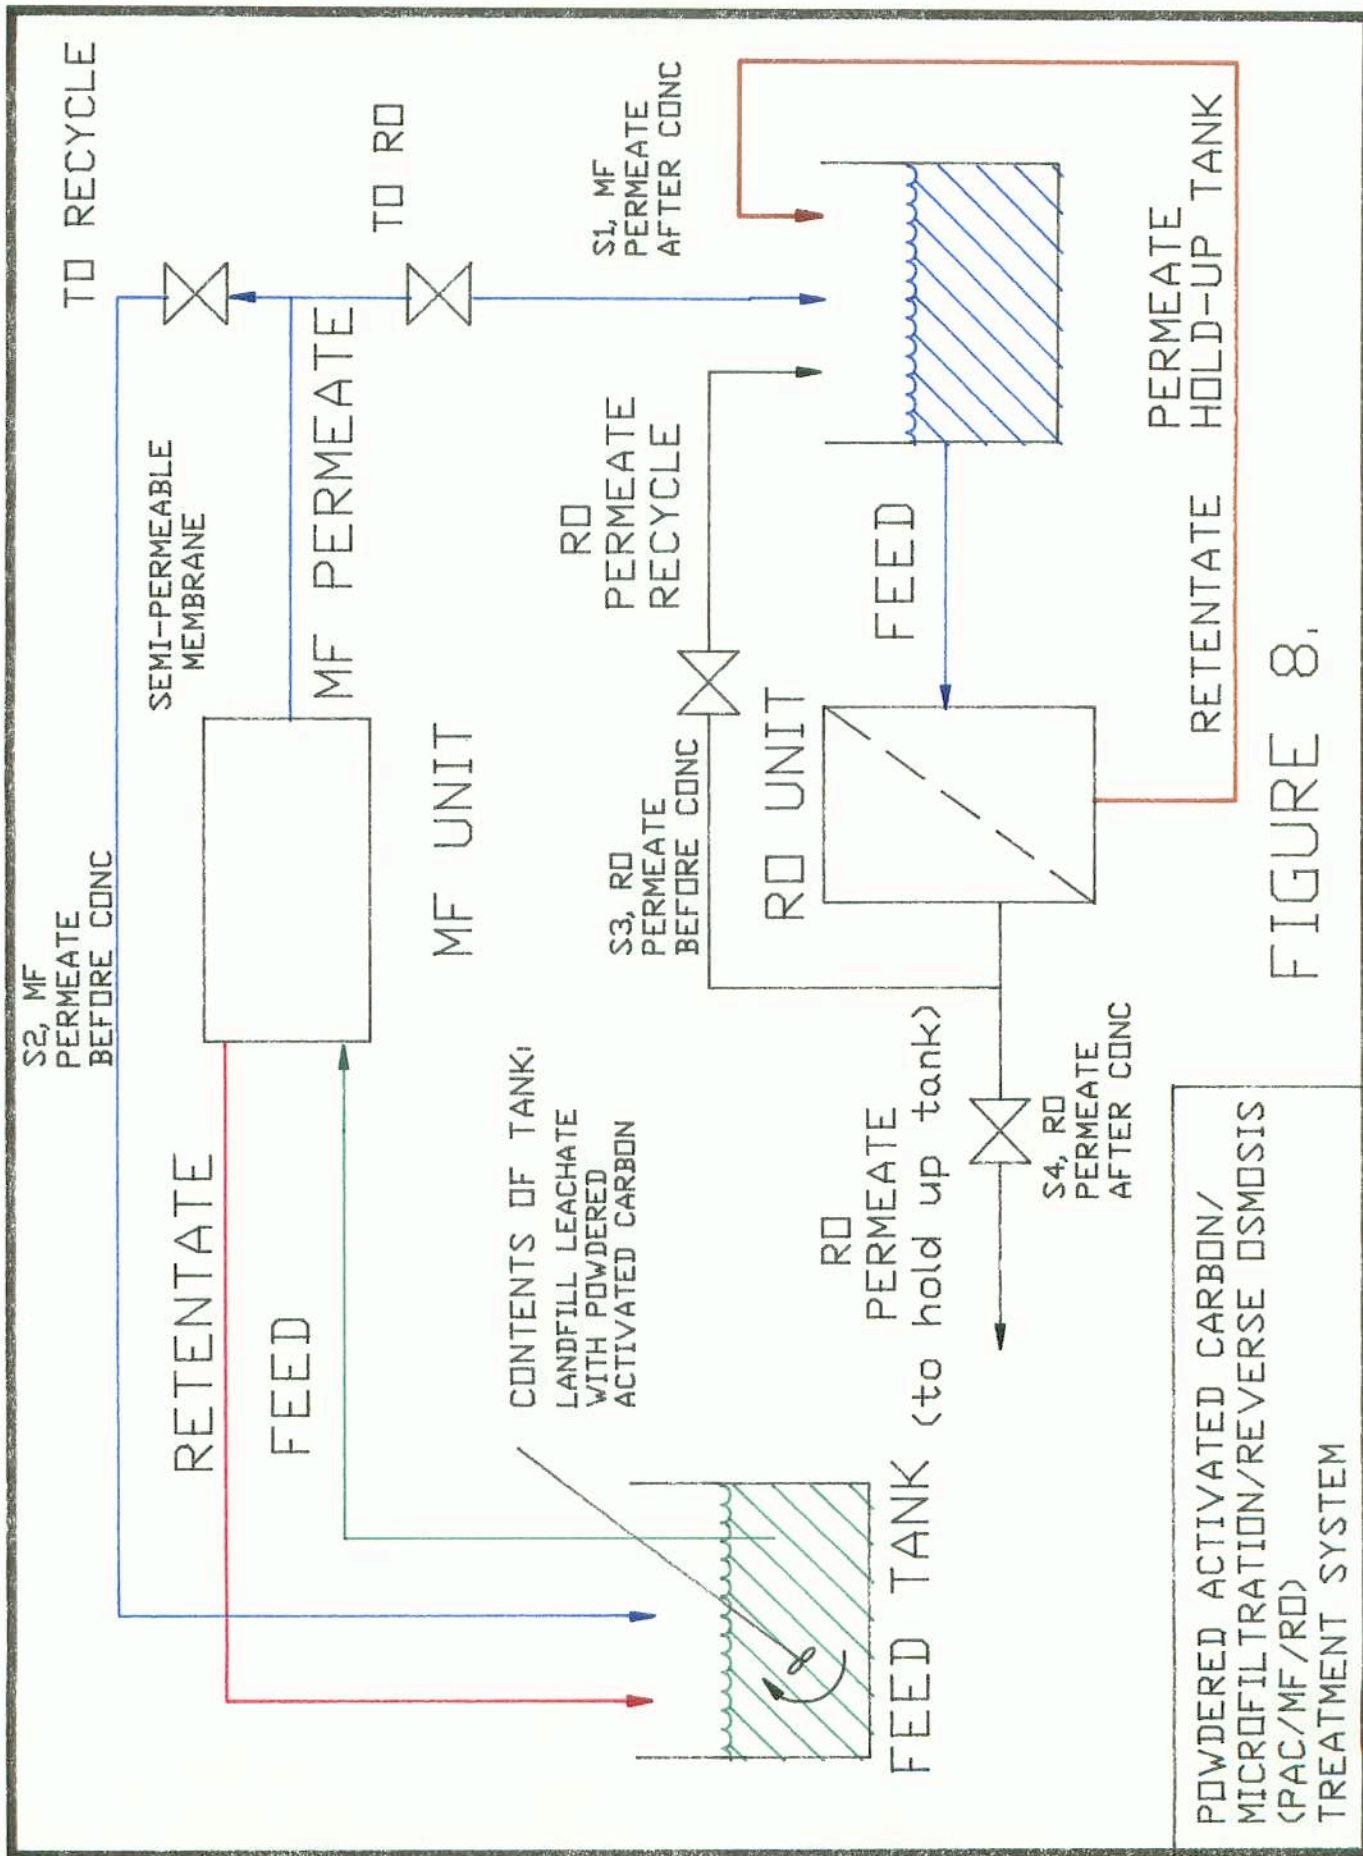 S2, MF
PERMEATE
BEFORE CONC
TO RECYCLE
SEMI-PERMEABLE
MEMBRANE
RETENTATE
FEED
MF PERMEATE
TO RO
MF UNIT
CONTENTS OF TANK:
LANDFILL LEACHATE
WITH POWDERED
ACTIVATED CARBON
S1, MF
PERMEATE
AFTER CONC
RO
PERMEATE
RECYCLE
S3, RO
PERMEATE
BEFORE CONC
RO UNIT
FEED
RO
PERMEATE
(to hold up tank)
FEED TANK
S4, RO
PERMEATE
AFTER CONC
PERMEATE
HOLD-UP TANK
RETENTATE
FIGURE 8.
POWDERED ACTIVATED CARBON/
MICROFILTRATION/REVERSE OSMOSIS
(PAC/MF/RO)
TREATMENT SYSTEM